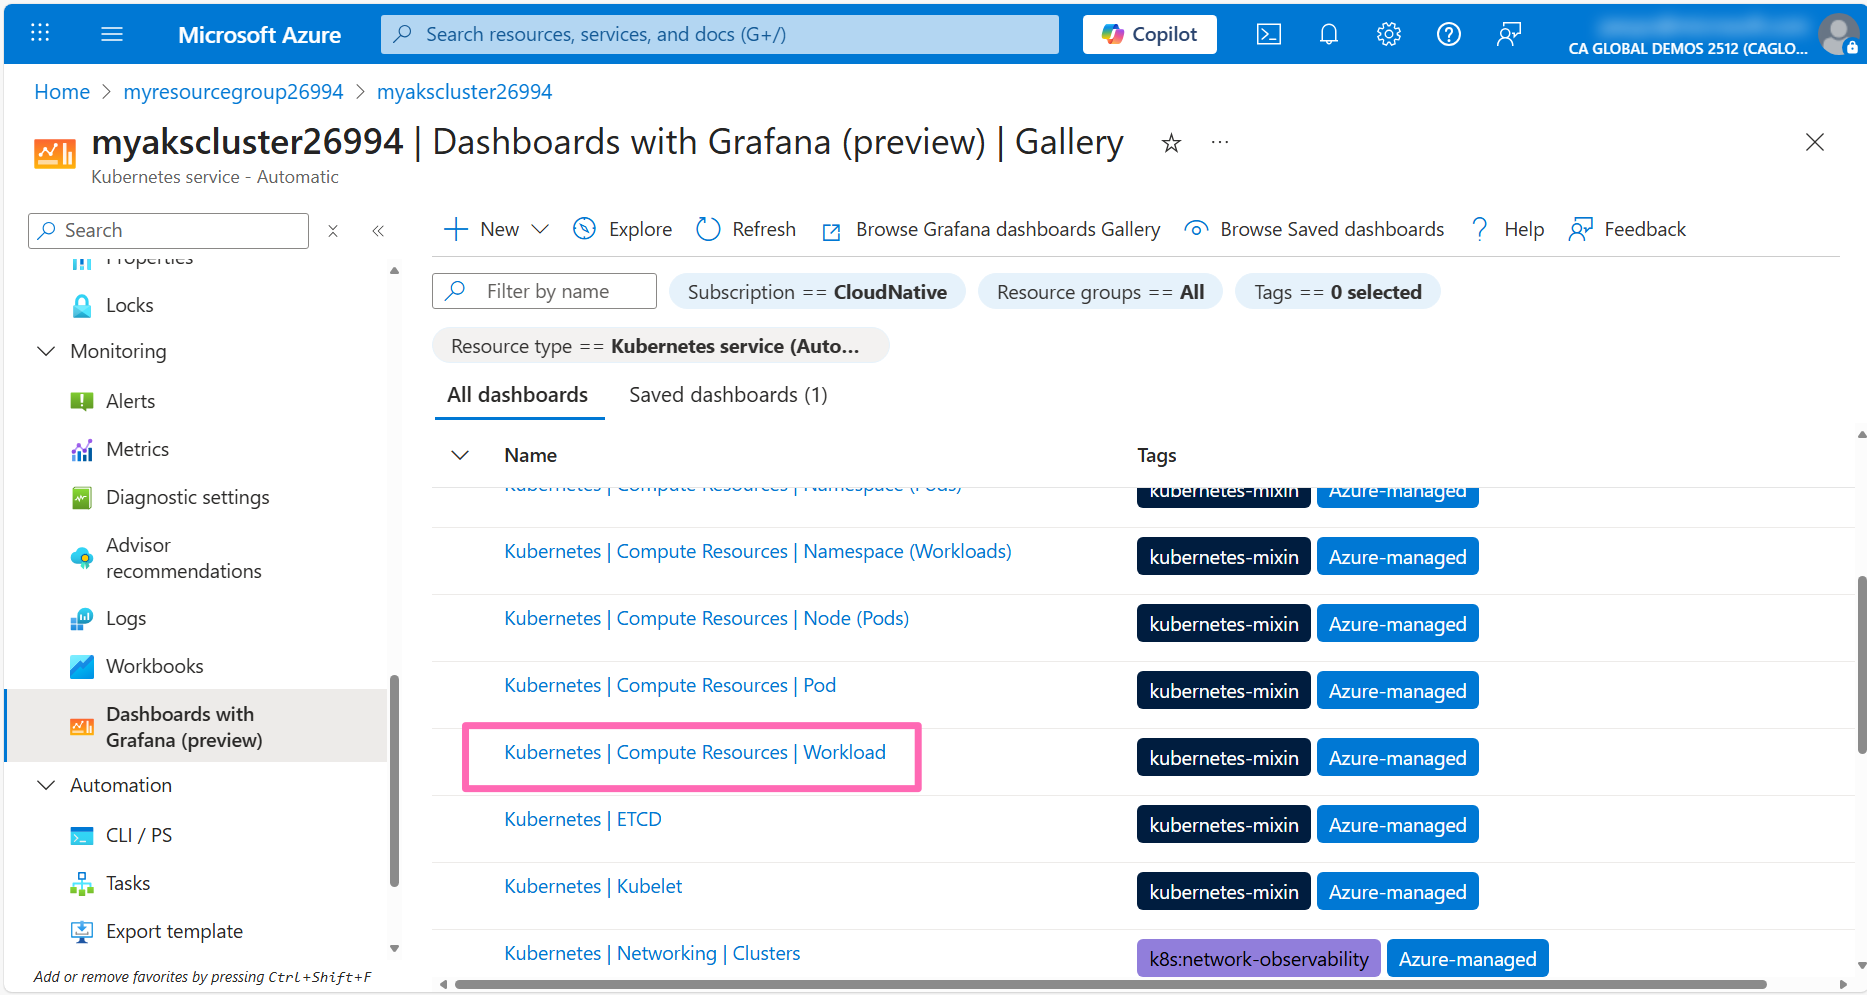 Microsoft Azure
Search resources, services, and docs (G+/)
Copilot
CA GLOBAL DEMOS 2512 (CAGLO...
Home > myresourcegroup26994 > myakscluster26994
myakscluster26994 | Dashboards with Grafana (preview) | Gallery
Kubernetes service - Automatic
Search
Properties
Locks
Monitoring
Alerts
Metrics
Diagnostic settings
Advisor
recommendations
Logs
Workbooks
Dashboards with
Grafana (preview)
Automation
CLI / PS
Tasks
Export template
Add or remove favorites by pressing Ctrl+Shift+F
New Explore Refresh Browse Grafana dashboards Gallery Browse Saved dashboards Help Feedback
Filter by name Subscription == CloudNative Resource groups == All Tags == 0 selected
Resource type == Kubernetes service (Auto...
All dashboards Saved dashboards (1)
Name Tags
Kubernetes | Compute Resources | Namespace (Pods) kubernetes-mixin Azure-managed
Kubernetes | Compute Resources | Namespace (Workloads) kubernetes-mixin Azure-managed
Kubernetes | Compute Resources | Node (Pods) kubernetes-mixin Azure-managed
Kubernetes | Compute Resources | Pod kubernetes-mixin Azure-managed
Kubernetes | Compute Resources | Workload kubernetes-mixin Azure-managed
Kubernetes | ETCD kubernetes-mixin Azure-managed
Kubernetes | Kubelet kubernetes-mixin Azure-managed
Kubernetes | Networking | Clusters k8s:network-observability Azure-managed